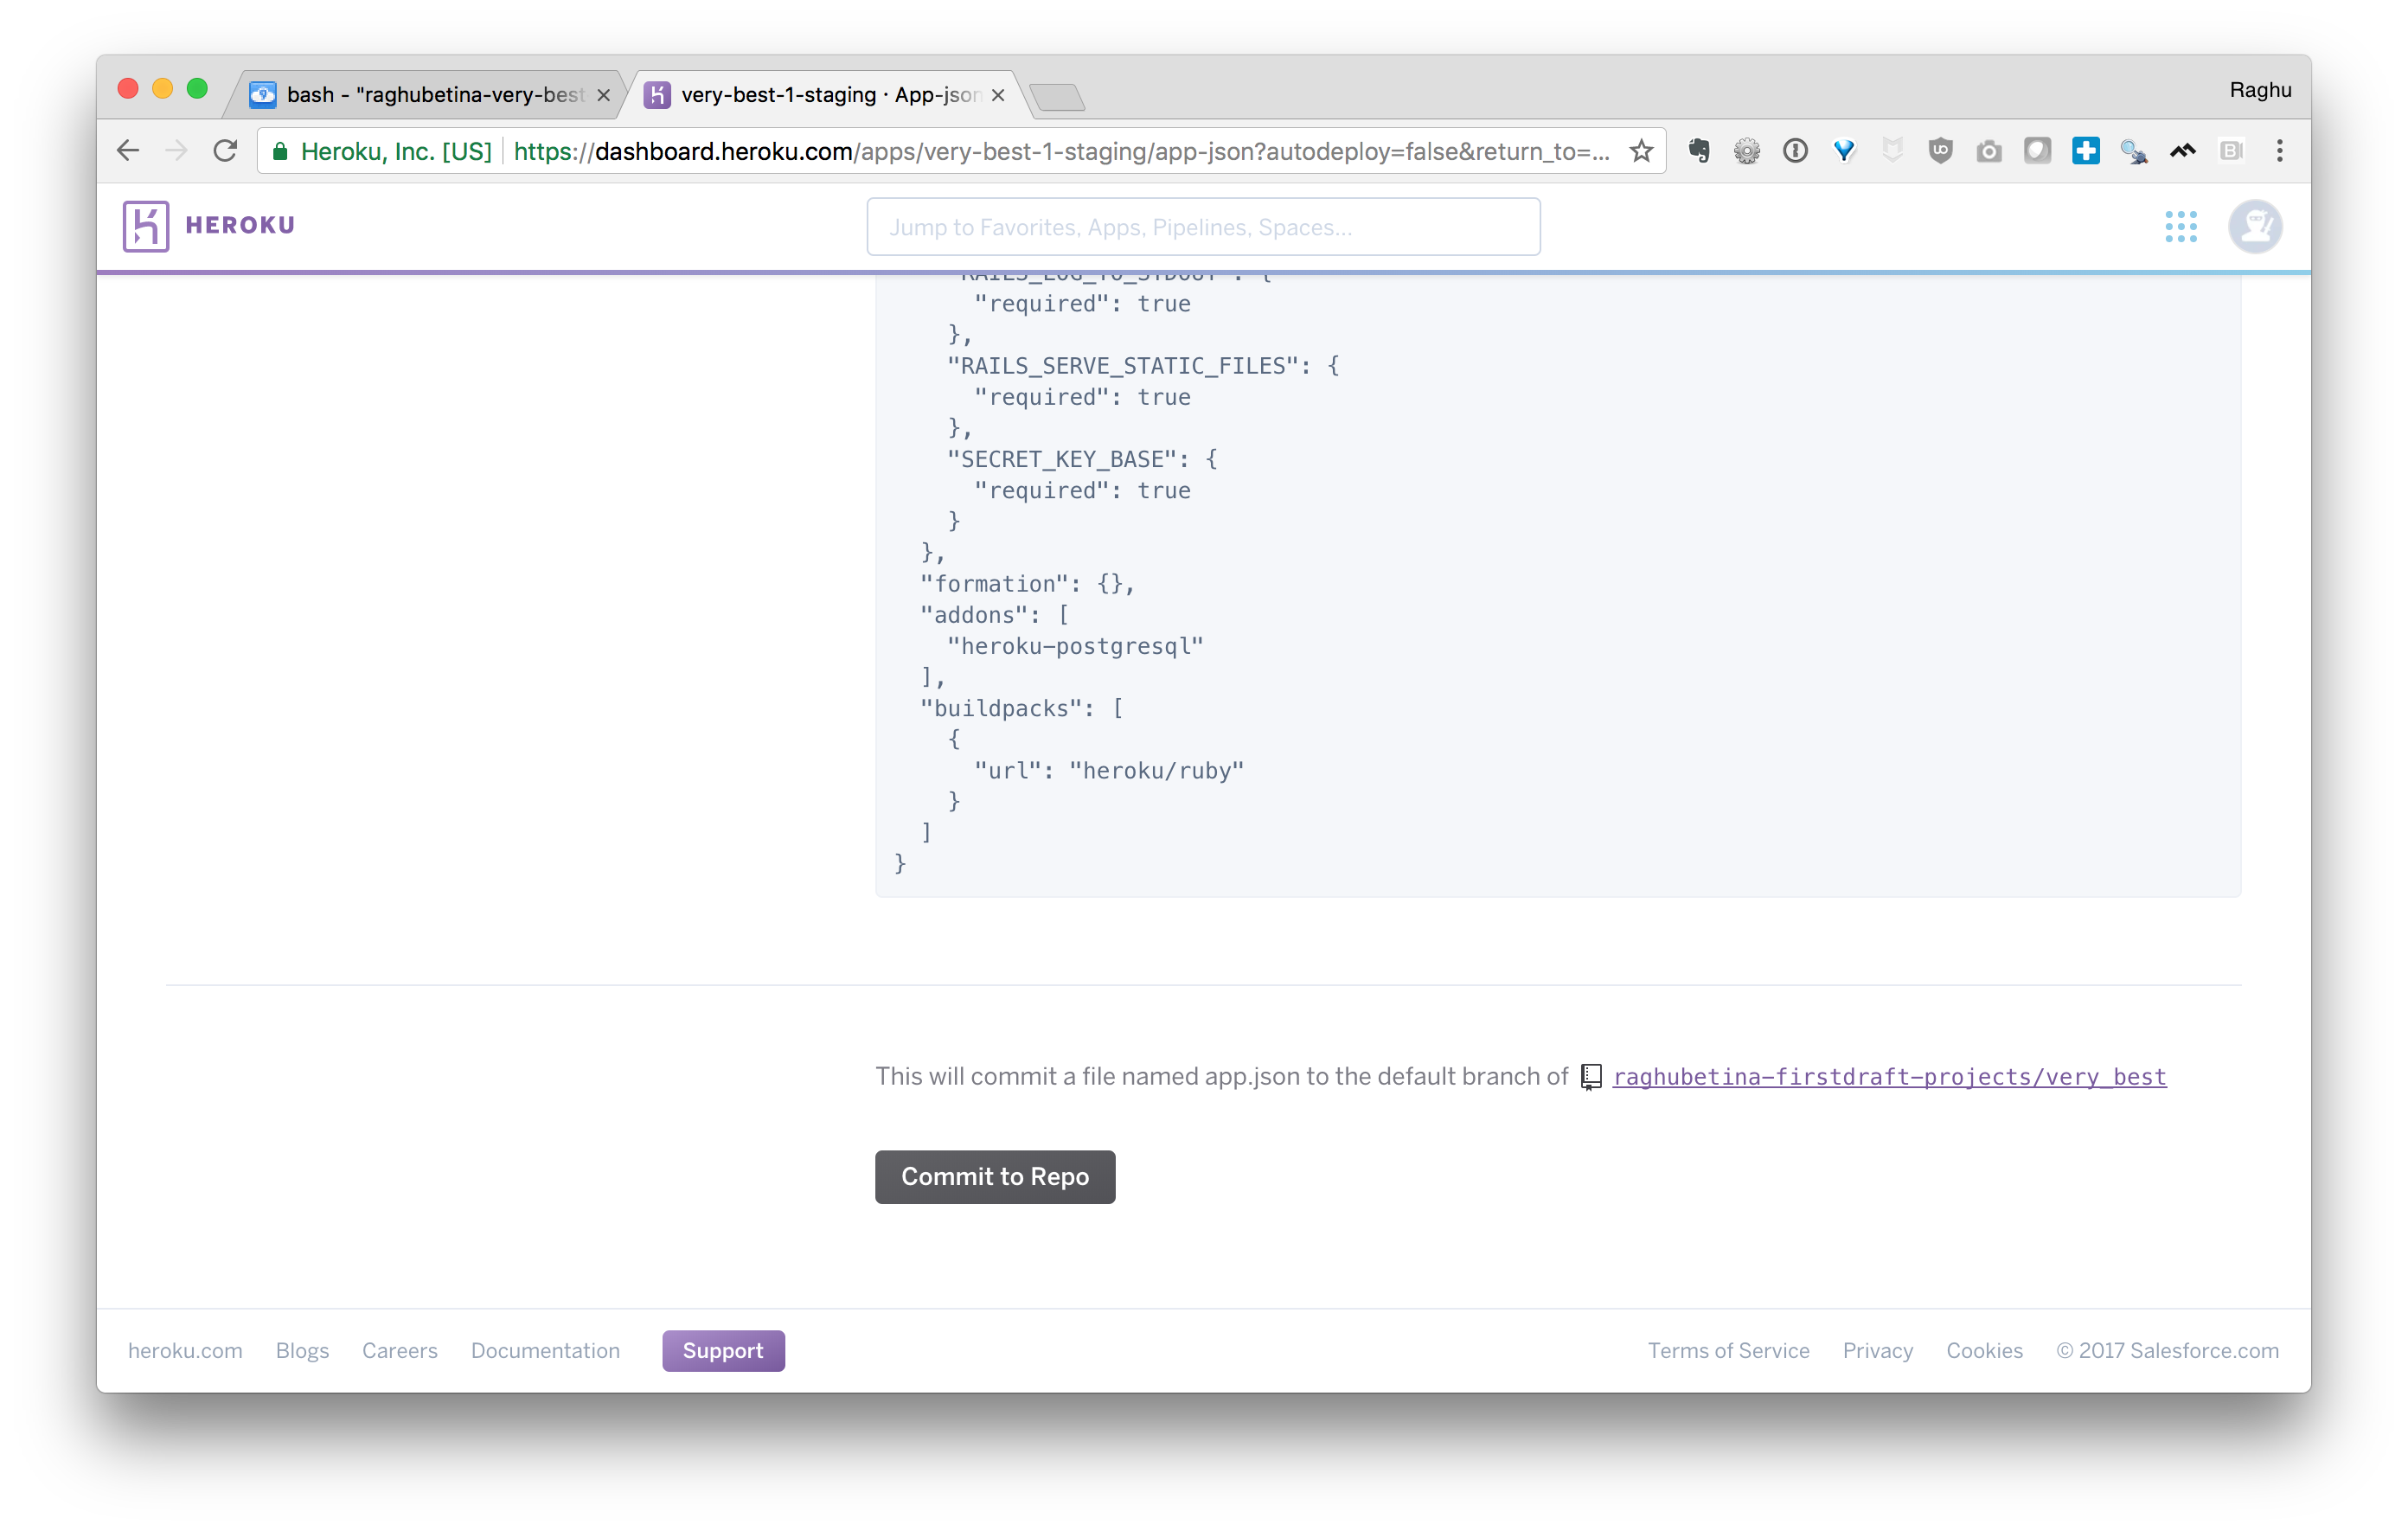 bash - "raghubetina-very-best
very-best-1-staging · App-json
Raghu
Heroku, Inc. [US]
https://dashboard.heroku.com/apps/very-best-1-staging/app-json?autodeploy=false&return_to=...
HEROKU
Jump to Favorites, Apps, Pipelines, Spaces...
"RAILS_LOG_TO_STDOUT": {
"required": true
},
"RAILS_SERVE_STATIC_FILES": {
"required": true
},
"SECRET_KEY_BASE": {
"required": true
}
},
"formation": {},
"addons": [
"heroku-postgresql"
],
"buildpacks": [
{
"url": "heroku/ruby"
}
]
}
This will commit a file named app.json to the default branch of raghubetina-firstdraft-projects/very_best
Commit to Repo
heroku.com Blogs Careers Documentation Support Terms of Service Privacy Cookies © 2017 Salesforce.com